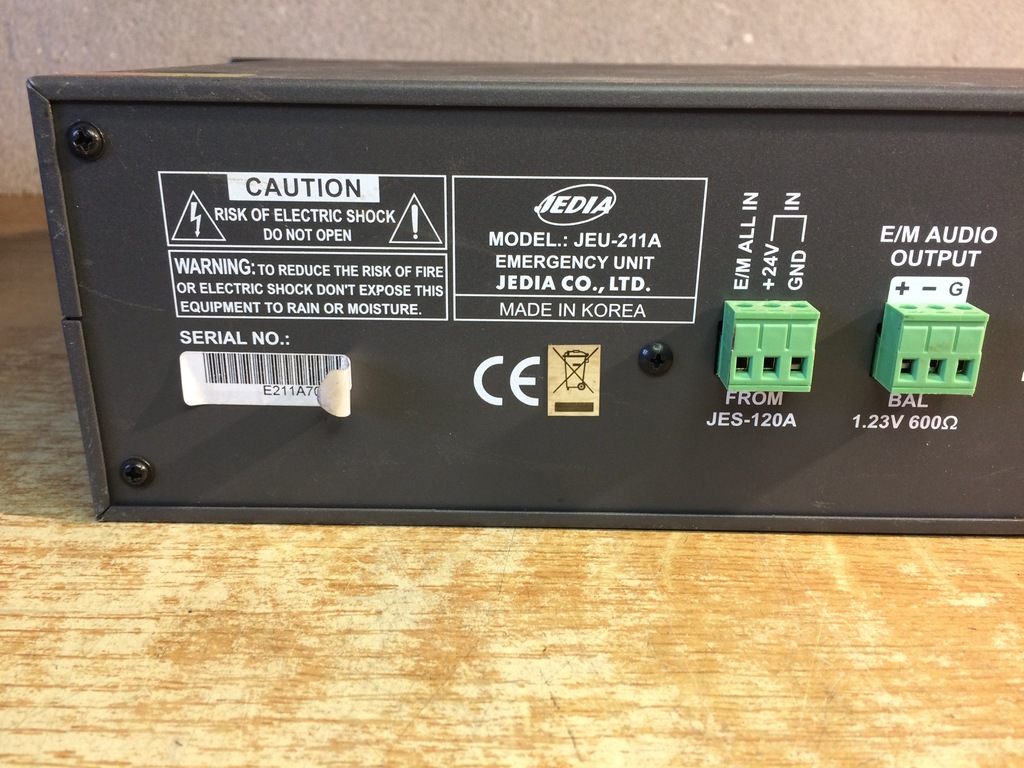 CAUTION
RISK OF ELECTRIC SHOCK
DO NOT OPEN
WARNING: TO REDUCE THE RISK OF FIRE
OR ELECTRIC SHOCK DON'T EXPOSE THIS
EQUIPMENT TO RAIN OR MOISTURE.
SERIAL NO.:
JEDIA
MODEL.: JEU-211A
EMERGENCY UNIT
JEDIA CO., LTD.
MADE IN KOREA
CE
E/M ALL IN
+24V
GND
IN
FROM
JES-120A
E/M AUDIO
OUTPUT
+ − G
BAL
1.23V 600Ω